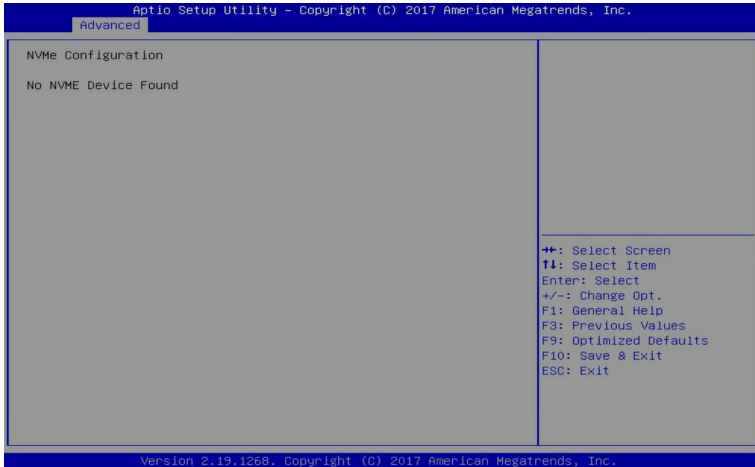 Aptio Setup Utility – Copyright (C) 2017 American Megatrends, Inc.
Advanced
NVMe Configuration
No NVME Device Found
→←: Select Screen
↑↓: Select Item
Enter: Select
+/-: Change Opt.
F1: General Help
F3: Previous Values
F9: Optimized Defaults
F10: Save & Exit
ESC: Exit
Version 2.19.1268. Copyright (C) 2017 American Megatrends, Inc.